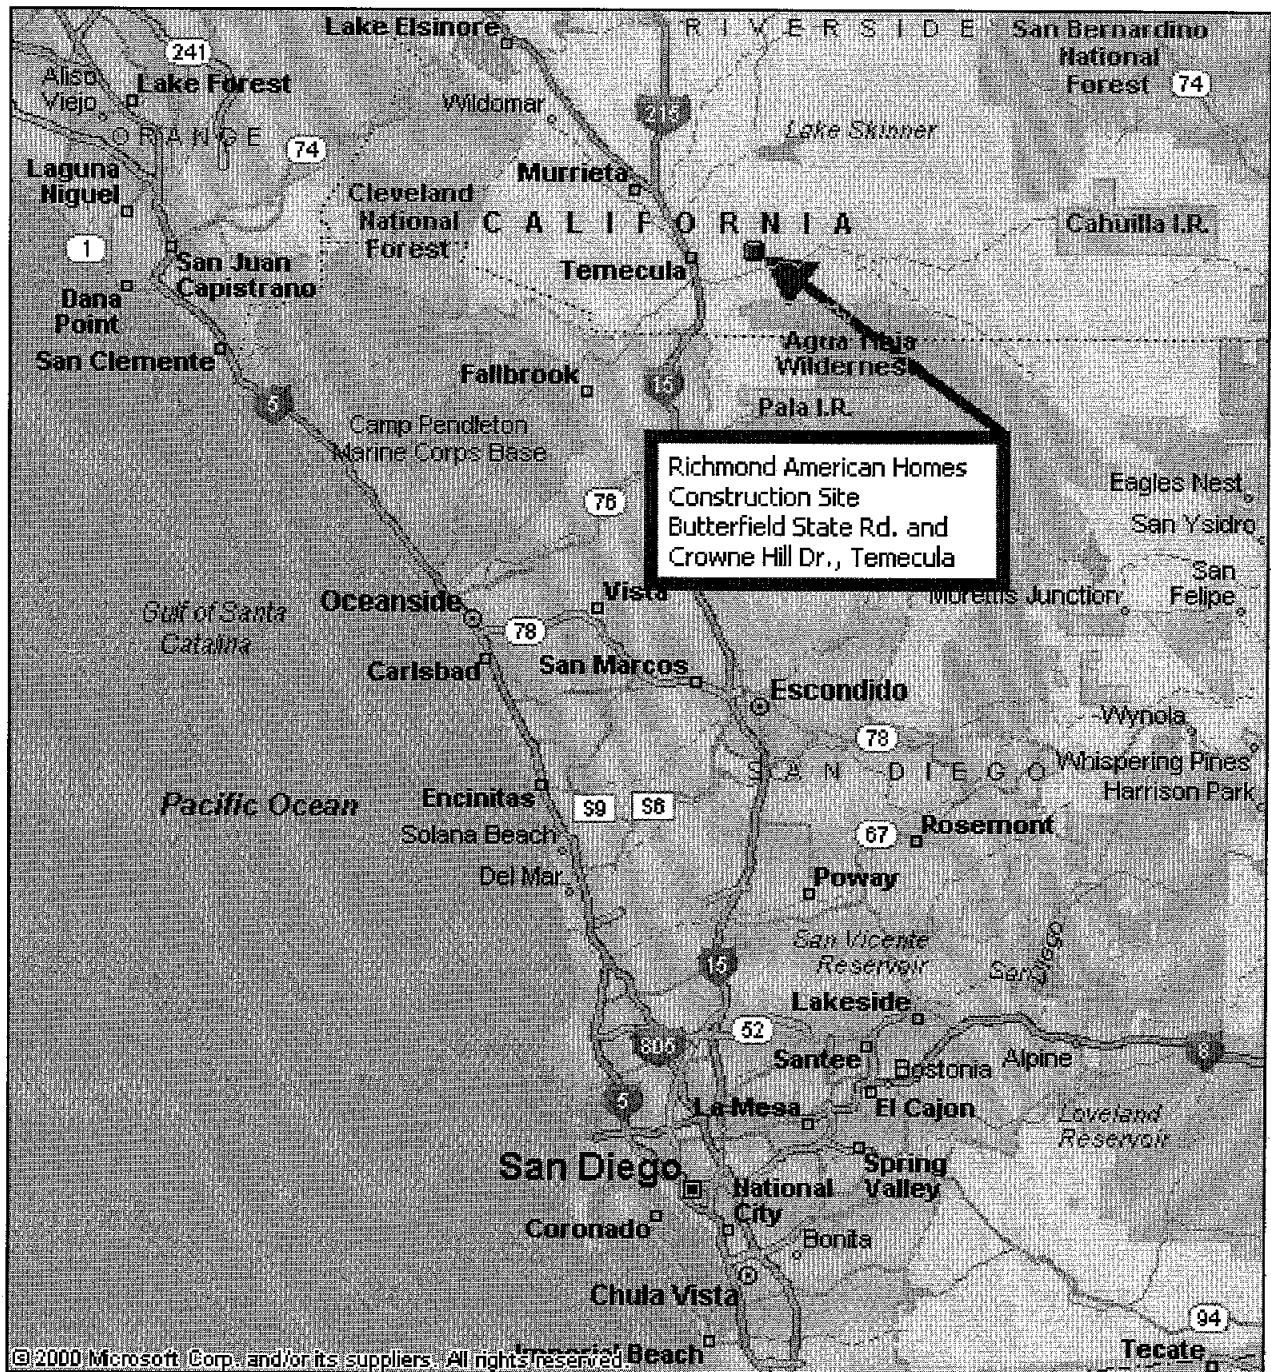 Lake Elsinore
R I V E R S I D E
San Bernardino
National
Forest
74
241
Aliso
Viejo
Lake Forest
O R A N G E
Wildomar
215
Lake Skinner
74
Laguna
Niguel
Murrieta
Cleveland
National
Forest
C A L I F O R N I A
Cahuilla I.R.
1
San Juan
Capistrano
Temecula
Dana
Point
San Clemente
Agua Tibia
Wilderness
Fallbrook
15
5
Pala I.R.
Camp Pendleton
Marine Corps Base
Richmond American Homes
Construction Site
Butterfield State Rd. and
Crowne Hill Dr., Temecula
76
Eagles Nest
San Ysidro
San
Felipe
Morettis Junction
Gulf of Santa
Catalina
Oceanside
Vista
78
Carlsbad
San Marcos
Escondido
Wynola
78
S A N D I E G O
Whispering Pines
Harrison Park
Pacific Ocean
Encinitas
S9
S6
Solana Beach
67
Rosemont
Del Mar
Poway
San Vicente
Reservoir
San Diego
15
Lakeside
805
52
Santee
Bostonia
Alpine
8
5
La Mesa
El Cajon
Loveland
Reservoir
San Diego
Spring
Valley
National
City
Coronado
Bonita
Chula Vista
94
Imperial Beach
Tecate
© 2000 Microsoft Corp. and/or its suppliers. All rights reserved.